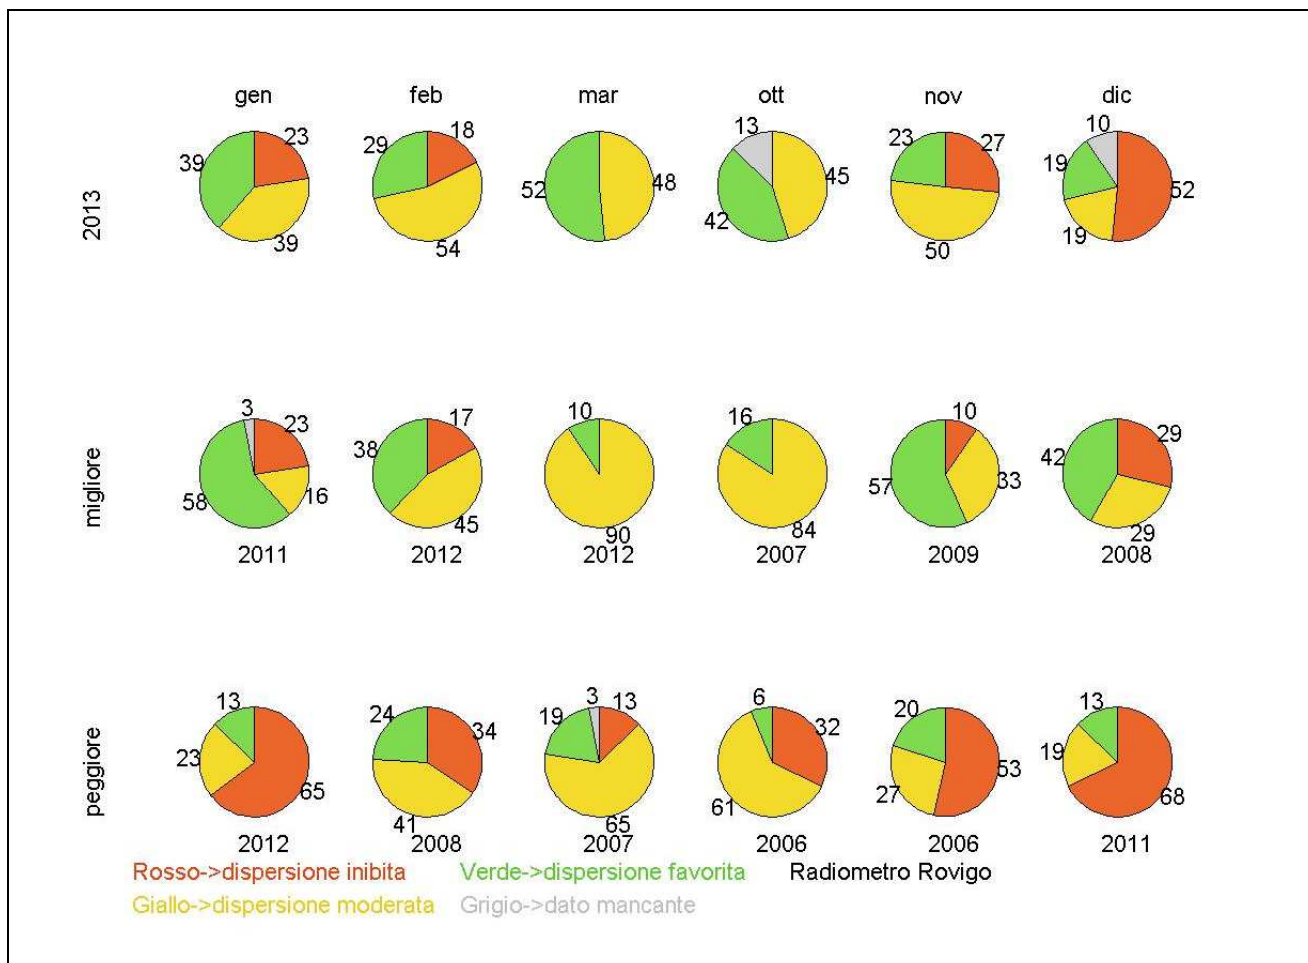 gen feb mar ott nov dic
2013
23 39 39
18 54 29
48 52
45 42 13
27 50 23
52 19 19 10
migliore
23 16 58 3
17 45 38
90 10
84 16
10 33 57
29 29 42
2011 2012 2012 2007 2009 2008
peggiore
65 23 13
34 41 24
13 65 19 3
32 61 6
53 27 20
68 19 13
2012 2008 2007 2006 2006 2011
Rosso->dispersione inibita Verde->dispersione favorita Radiometro Rovigo
Giallo->dispersione moderata Grigio->dato mancante